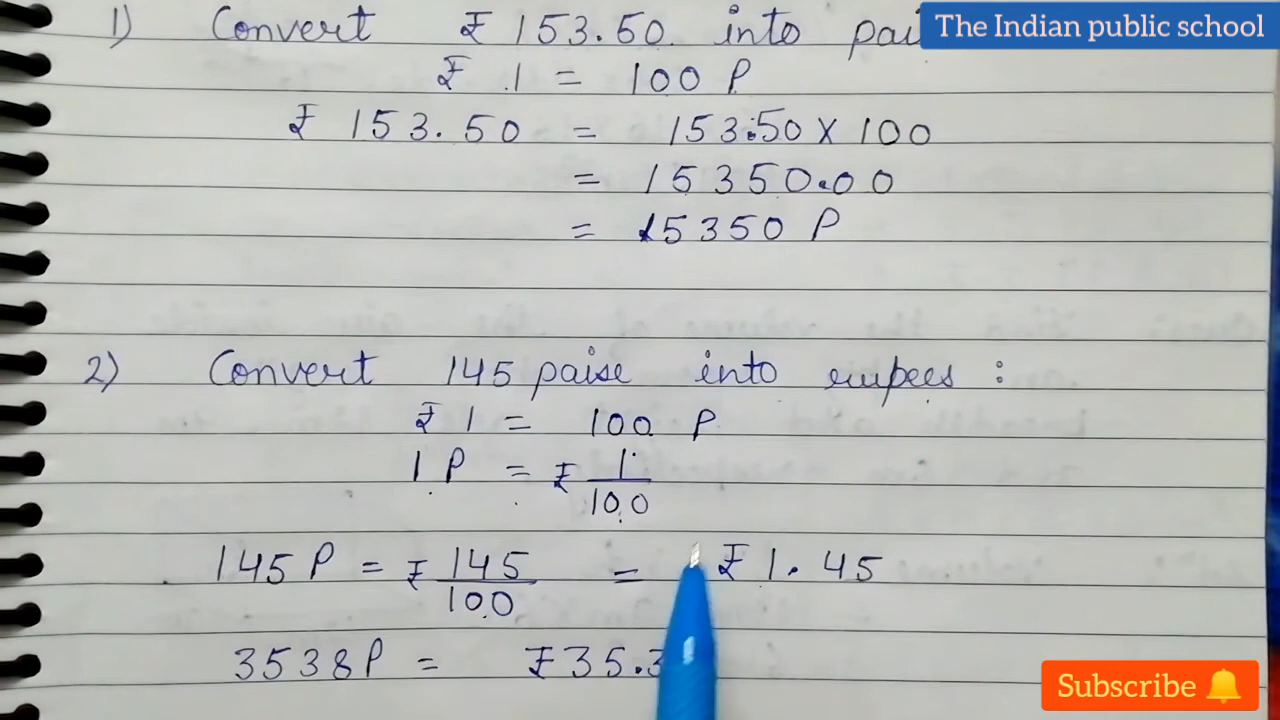 The Indian public school
1) Convert ₹ 153.50 into
₹ 1 = 100 P
₹ 153.50 = 153.50 X 100
= 15350.00
= 15350 P
2) Convert 145 paise into rupees :
₹ 1 = 100 P
1 P = ₹ 1/100
145 P = ₹ 145/100 = ₹ 1.45
3538 P = ₹ 35.3
Subscribe